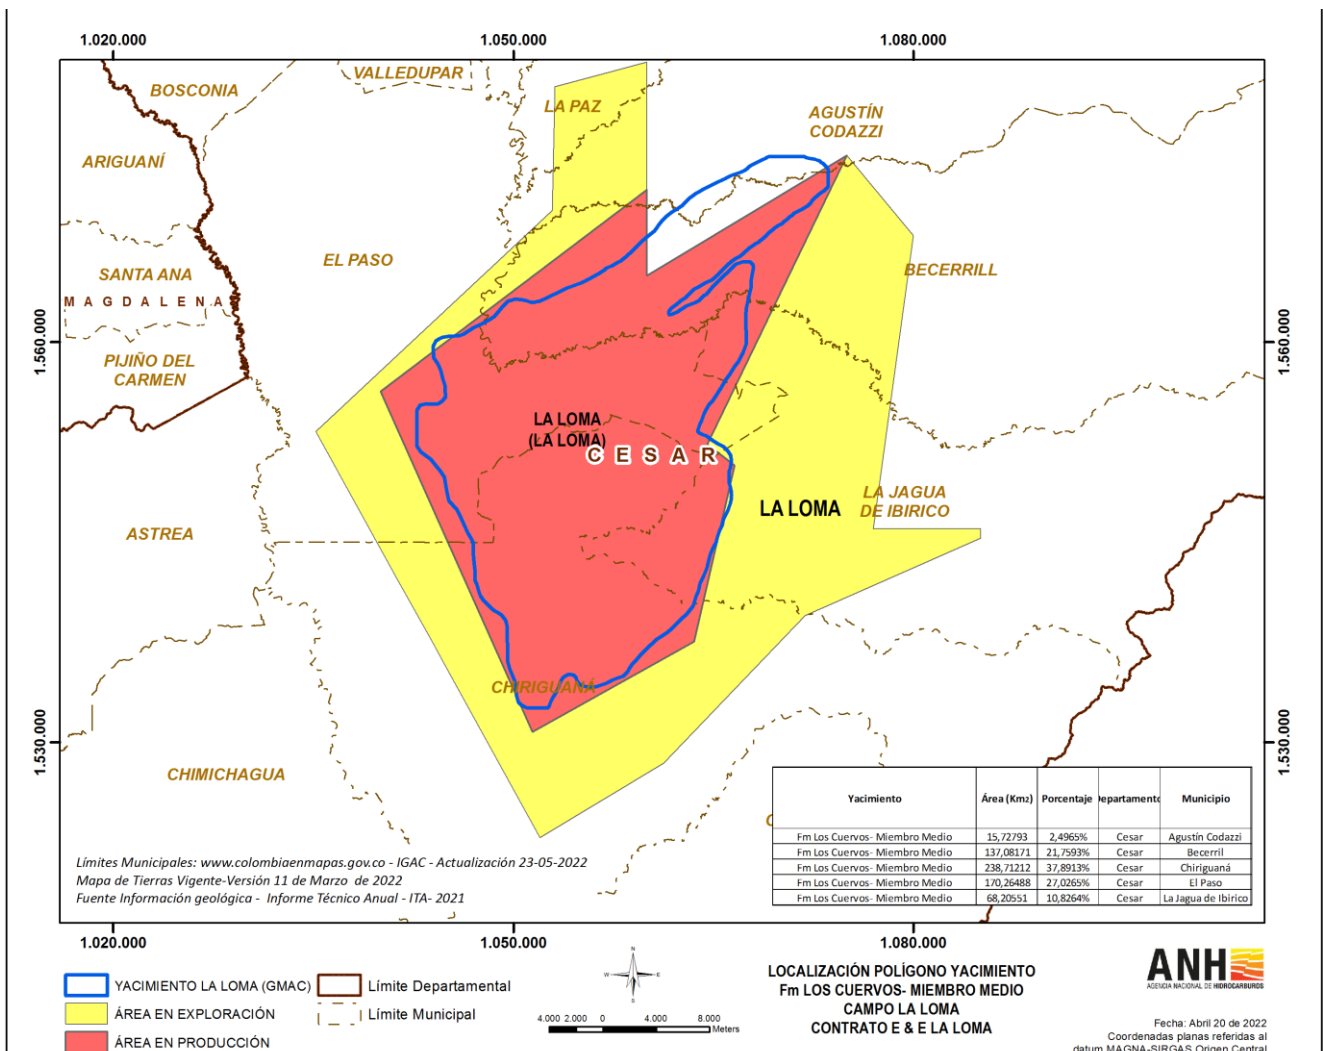 1.020.000
1.050.000
1.080.000
VALLEDUPAR
BOSCONIA
LA PAZ
AGUSTÍN
CODAZZI
ARIGUANÍ
EL PASO
BECERRILL
SANTA ANA
MAGDALENA
1.560.000
1.560.000
PIJIÑO DEL
CARMEN
LA LOMA
(LA LOMA)
CESAR
LA JAGUA
DE IBIRICO
LA LOMA
ASTREA
CHIRIGUANÁ
1.530.000
1.530.000
CHIMICHAGUA
Yacimiento Área (Km2) Porcentaje epartament Municipio
Fm Los Cuervos- Miembro Medio 15,72793 2,4965% Cesar Agustín Codazzi
Fm Los Cuervos- Miembro Medio 137,08171 21,7593% Cesar Becerril
Fm Los Cuervos- Miembro Medio 238,71212 37,8913% Cesar Chiriguaná
Fm Los Cuervos- Miembro Medio 170,26488 27,0265% Cesar El Paso
Fm Los Cuervos- Miembro Medio 68,20551 10,8264% Cesar La Jagua de Ibirico
Límites Municipales: www.colombiaenmapas.gov.co - IGAC - Actualización 23-05-2022
Mapa de Tierras Vigente-Versión 11 de Marzo de 2022
Fuente Información geológica - Informe Técnico Anual - ITA- 2021
1.020.000
1.050.000
1.080.000
YACIMIENTO LA LOMA (GMAC)
Límite Departamental
ÁREA EN EXPLORACIÓN
Límite Municipal
ÁREA EN PRODUCCIÓN
N
W
E
S
4.000 2.000 0 4.000 8.000
Meters
LOCALIZACIÓN POLÍGONO YACIMIENTO
Fm LOS CUERVOS- MIEMBRO MEDIO
CAMPO LA LOMA
CONTRATO E & E LA LOMA
ANH
AGENCIA NACIONAL DE HIDROCARBUROS
Fecha: Abril 20 de 2022
Coordenadas planas referidas al
datum MAGNA-SIRGAS Origen Central